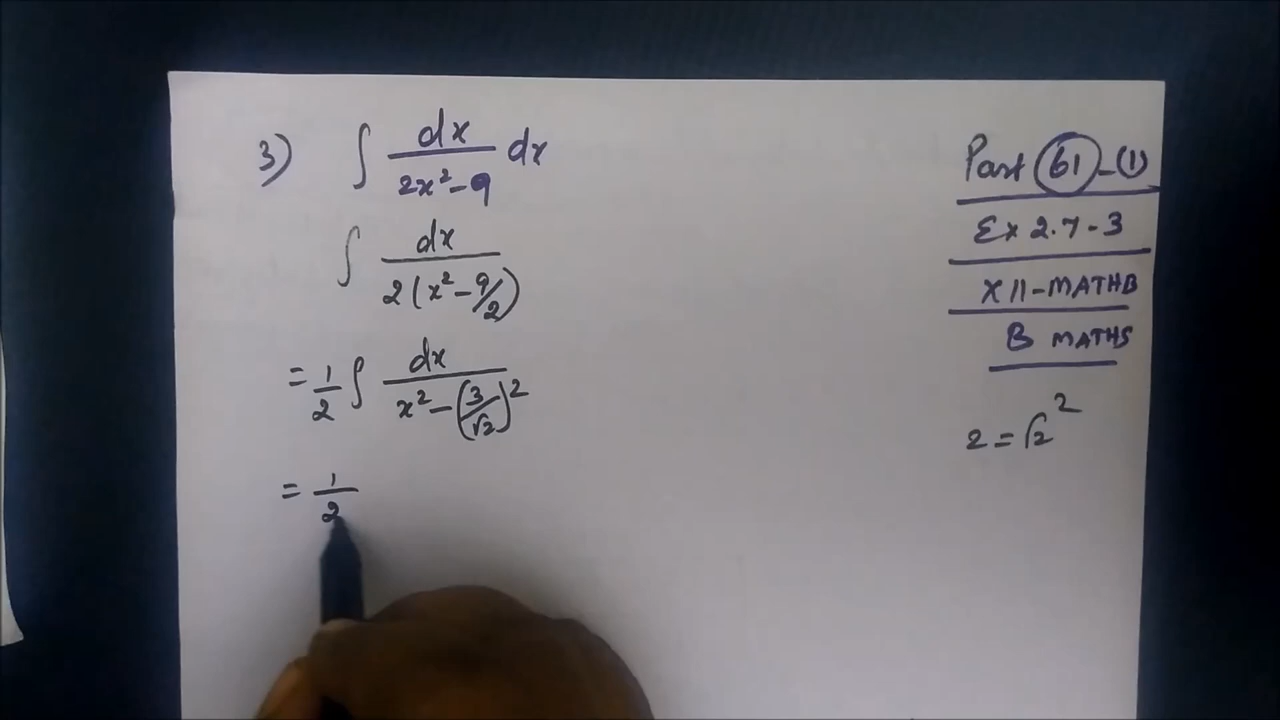 3) ∫ dx/(2x² - 9) dx
∫ dx/(2(x² - 9/2))
= 1/2 ∫ dx/(x² - (3/√2)²)
= 1/2
Part 61 - (1)
Ex 2.7 - 3
XII - MATHB
B MATHS
2 = √2²